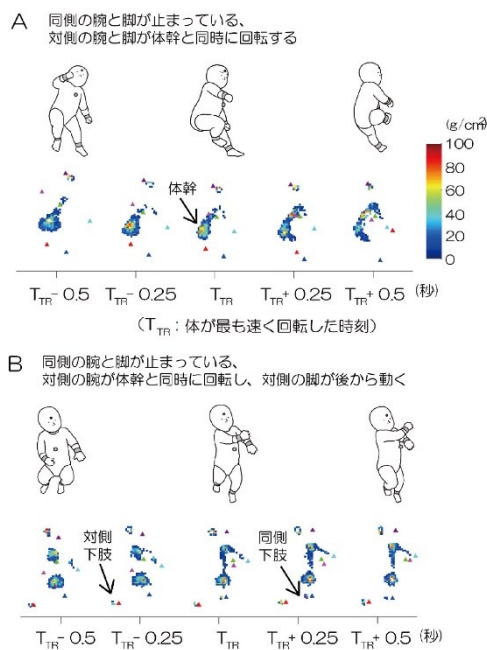 A 同側の腕と脚が止まっている、
対側の腕と脚が体幹と同時に回転する
(g/cm²)
100
80
60
40
20
0
体幹
T_TR − 0.5 T_TR − 0.25 T_TR T_TR + 0.25 T_TR + 0.5 (秒)
(T_TR:体が最も速く回転した時刻)
B 同側の腕と脚が止まっている、
対側の腕が体幹と同時に回転し、対側の脚が後から動く
対側
下肢
同側
下肢
T_TR − 0.5 T_TR − 0.25 T_TR T_TR + 0.25 T_TR + 0.5 (秒)